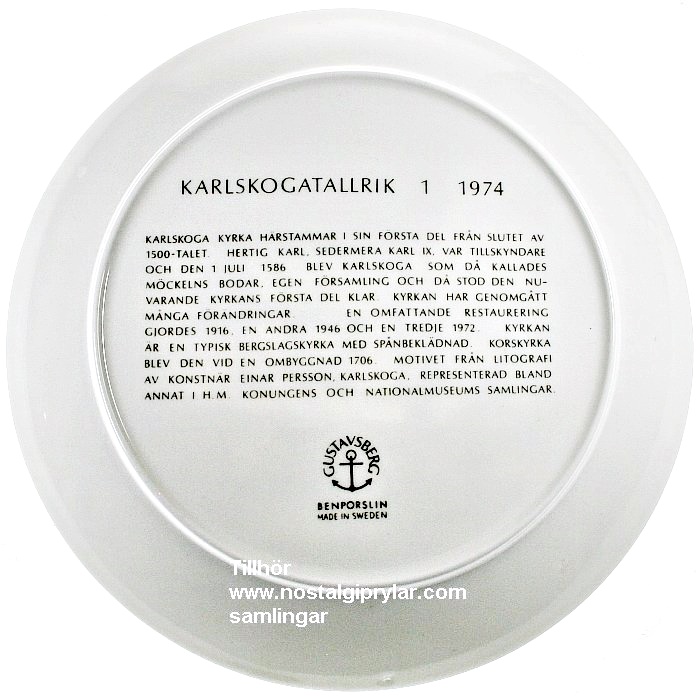 KARLSKOGATALLRIK 1 1974
KARLSKOGA KYRKA HÄRSTAMMAR I SIN FÖRSTA DEL FRÅN SLUTET AV
1500-TALET. HERTIG KARL, SEDERMERA KARL IX, VAR TILLSKYNDARE
OCH DEN 1 JULI 1586 BLEV KARLSKOGA SOM DÅ KALLADES
MÖCKELNS BODAR, EGEN FÖRSAMLING OCH DÅ STOD DEN NU-
VARANDE KYRKANS FÖRSTA DEL KLAR. KYRKAN HAR GENOMGÅTT
MÅNGA FÖRÄNDRINGAR. EN OMFATTANDE RESTAURERING
GJORDES 1916, EN ANDRA 1946 OCH EN TREDJE 1972. KYRKAN
ÄR EN TYPISK BERGSLAGSKYRKA MED SPÅNBEKLÄDNAD. KORSKYRKA
BLEV DEN VID EN OMBYGGNAD 1706. MOTIVET FRÅN LITOGRAFI
AV KONSTNÄR EINAR PERSSON, KARLSKOGA, REPRESENTERAD BLAND
ANNAT I H.M. KONUNGENS OCH NATIONALMUSEUMS SAMLINGAR.
GUSTAVSBERG
BENPORSLIN
MADE IN SWEDEN
Tillhör
www.nostalgiprylar.com
samlingar